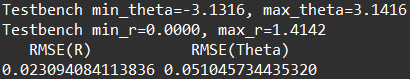 Testbench min_theta=-3.1316, max_theta=3.1416
Testbench min_r=0.0000, max_r=1.4142
RMSE(R) RMSE(Theta)
0.023094084113836 0.051045734435320